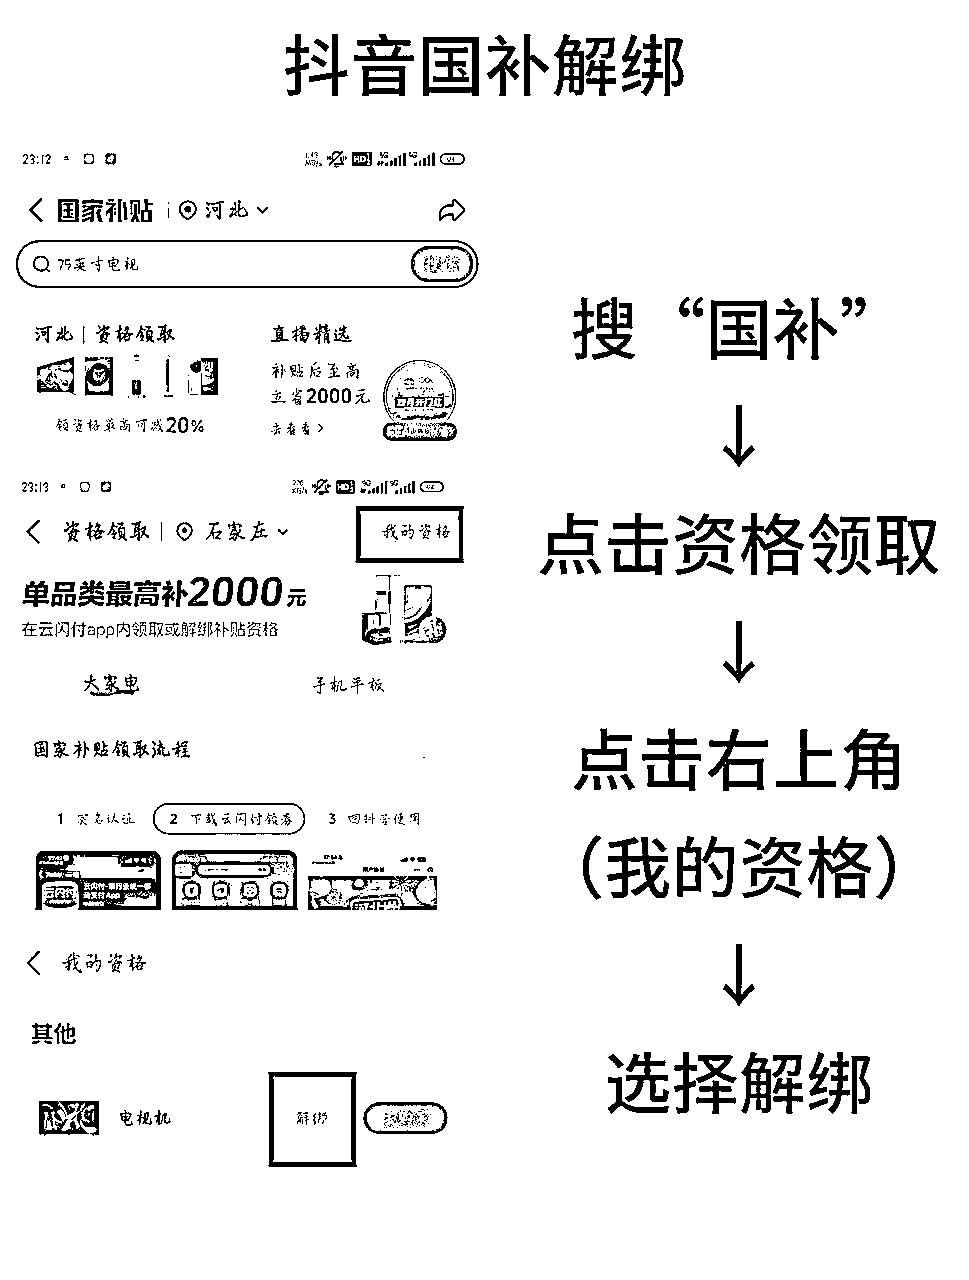 抖音国补解绑
23:12
国家补贴 河北
75英寸电视
河北 | 资格领取
领资格单商可减20%
直播精选
补贴后至高
立省2000元
去看看 >
23:13
资格领取 | 石家庄
我的资格
单品类最高补2000元
在云闪付app内领取或解绑补贴资格
大家电
手机平板
国家补贴领取流程
1 实名认证
2 下载云闪付领券
3 回抖音使用
我的资格
其他
电视机
解绑
搜“国补”
↓
点击资格领取
↓
点击右上角
（我的资格）
↓
选择解绑